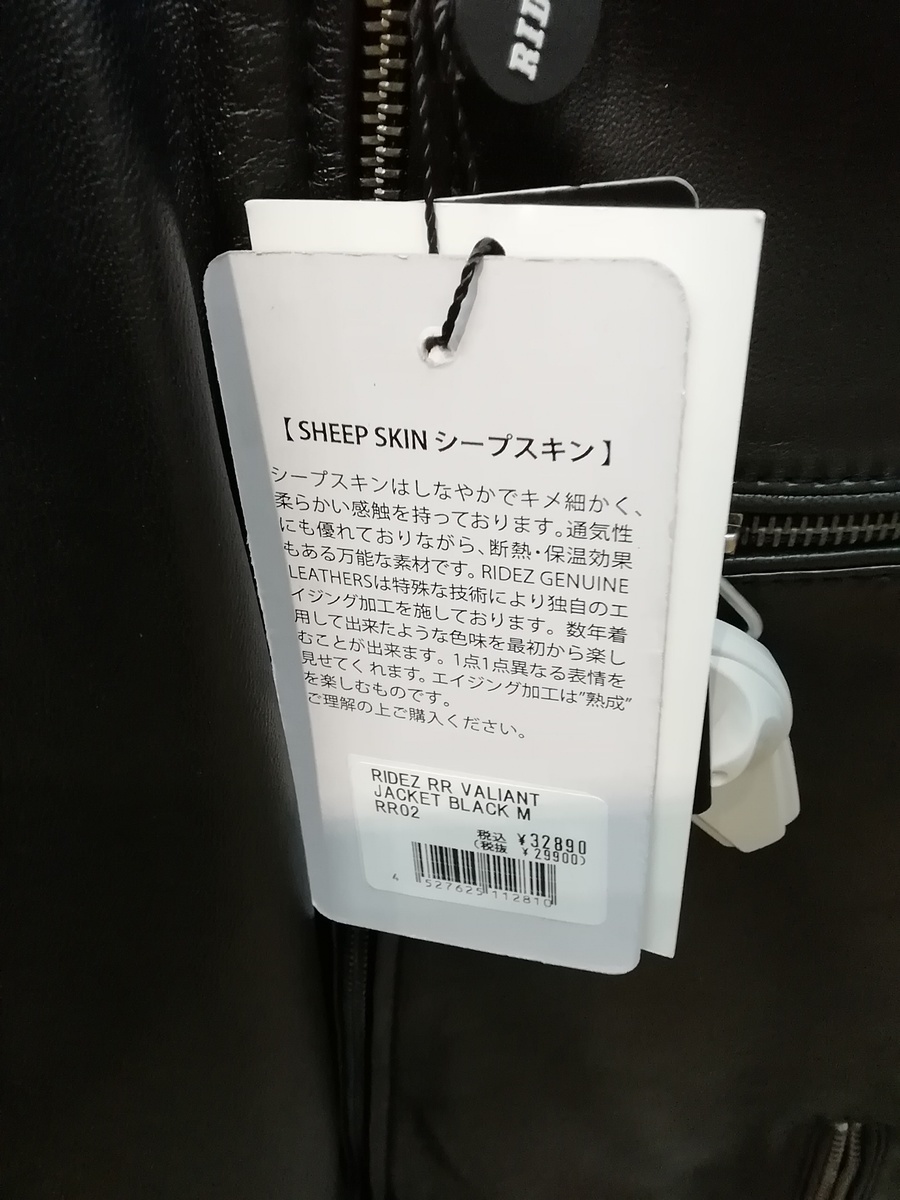 RID
【 SHEEP SKIN シープスキン 】
シープスキンはしなやかでキメ細かく、
柔らかい感触を持っております。通気性
にも優れておりながら、断熱・保温効果
もある万能な素材です。RIDEZ GENUINE
LEATHERSは特殊な技術により独自のエ
イジング加工を施しております。数年着
用して出来たような色味を最初から楽し
むことが出来ます。1点1点異なる表情を
見せてくれます。エイジング加工は”熟成”
を楽しむものです。
ご理解の上ご購入ください。
RIDEZ RR VALIANT
JACKET BLACK M
RR02
税込 ¥32890
(税抜 ¥29900)
4 527625 112810